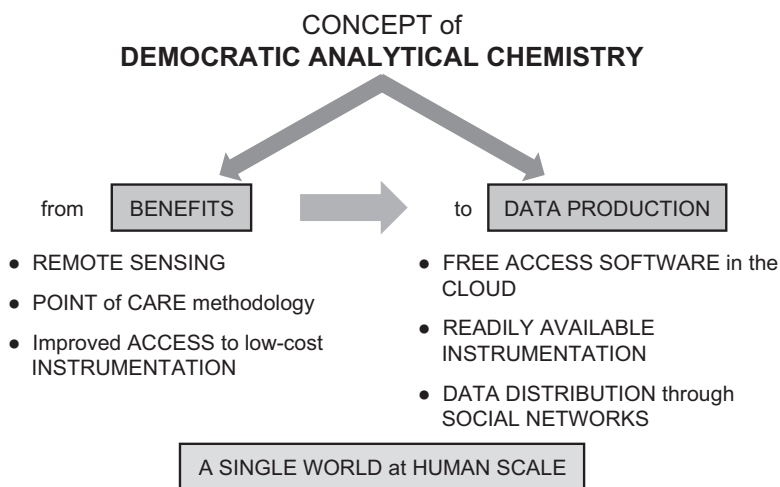 CONCEPT of
DEMOCRATIC ANALYTICAL CHEMISTRY
from BENEFITS to DATA PRODUCTION
● REMOTE SENSING
● POINT of CARE methodology
● Improved ACCESS to low-cost
INSTRUMENTATION
● FREE ACCESS SOFTWARE in the
CLOUD
● READILY AVAILABLE
INSTRUMENTATION
● DATA DISTRIBUTION through
SOCIAL NETWORKS
A SINGLE WORLD at HUMAN SCALE